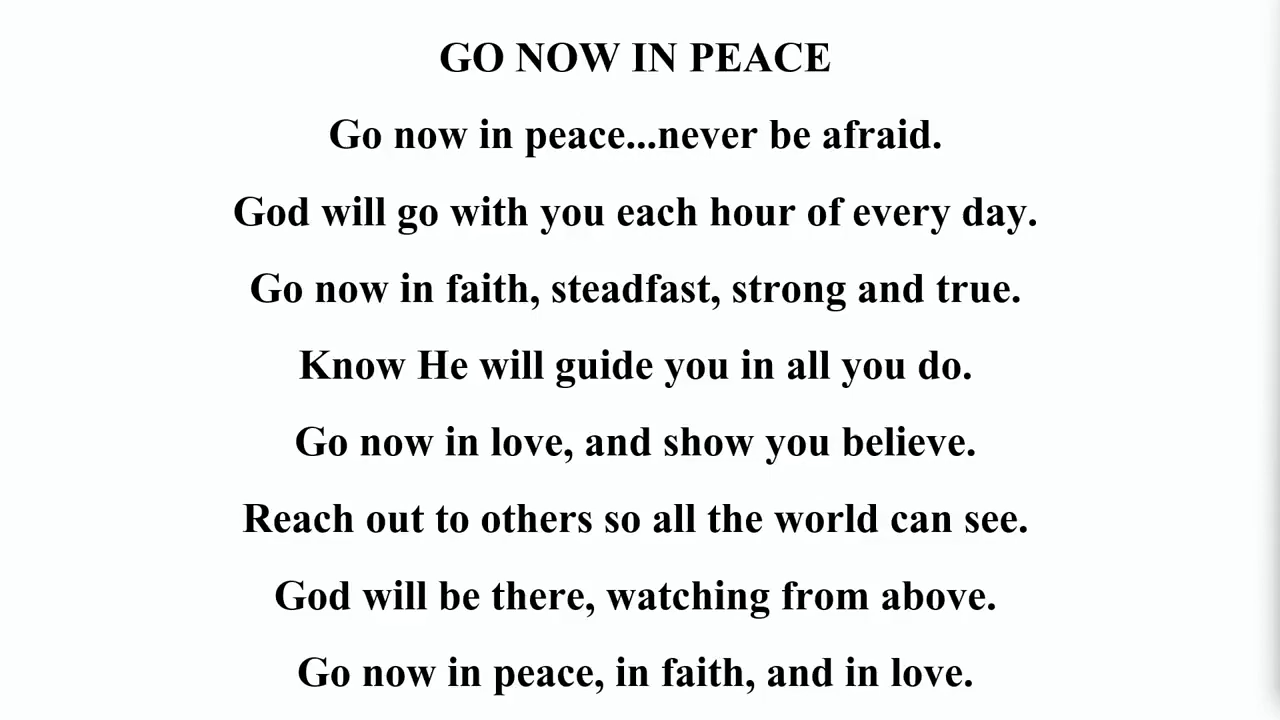 GO NOW IN PEACE
Go now in peace...never be afraid.
God will go with you each hour of every day.
Go now in faith, steadfast, strong and true.
Know He will guide you in all you do.
Go now in love, and show you believe.
Reach out to others so all the world can see.
God will be there, watching from above.
Go now in peace, in faith, and in love.